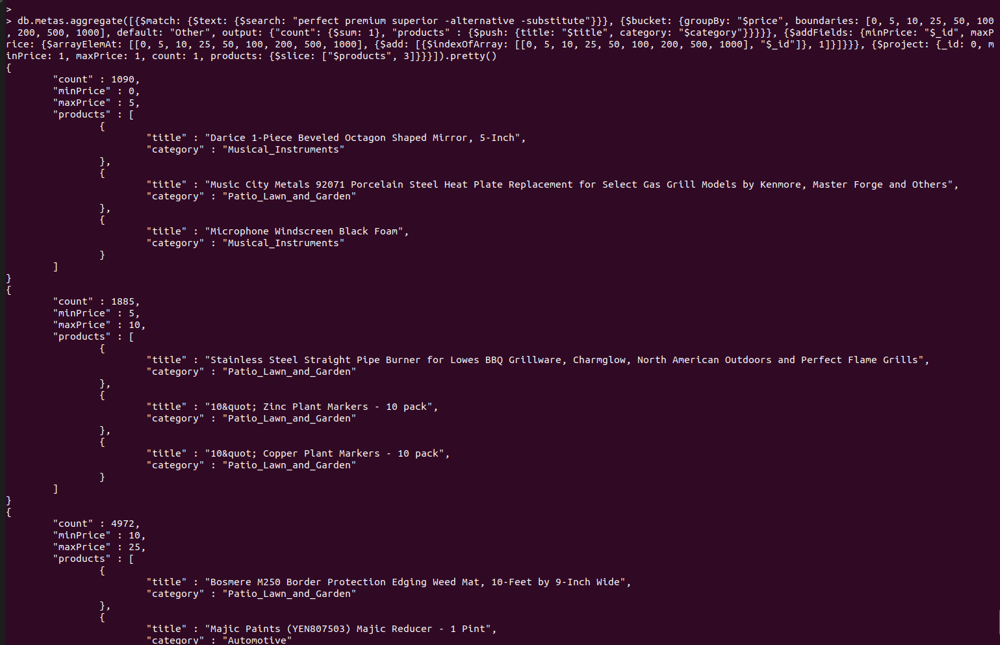 >
> db.metas.aggregate([{$match: {$text: {$search: "perfect premium superior -alternative -substitute"}}}, {$bucket: {groupBy: "$price", boundaries: [0, 5, 10, 25, 50, 100
, 200, 500, 1000], default: "Other", output: {"count": {$sum: 1}, "products" : {$push: {title: "$title", category: "$category"}}}}}, {$addFields: {minPrice: "$_id", maxP
rice: {$arrayElemAt: [[0, 5, 10, 25, 50, 100, 200, 500, 1000], {$add: [{$indexOfArray: [[0, 5, 10, 25, 50, 100, 200, 500, 1000], "$_id"]}, 1]}]}}}, {$project: {_id: 0, m
inPrice: 1, maxPrice: 1, count: 1, products: {$slice: ["$products", 3]}}}]).pretty()
{
"count" : 1090,
"minPrice" : 0,
"maxPrice" : 5,
"products" : [
{
"title" : "Darice 1-Piece Beveled Octagon Shaped Mirror, 5-Inch",
"category" : "Musical_Instruments"
},
{
"title" : "Music City Metals 92071 Porcelain Steel Heat Plate Replacement for Select Gas Grill Models by Kenmore, Master Forge and Others",
"category" : "Patio_Lawn_and_Garden"
},
{
"title" : "Microphone Windscreen Black Foam",
"category" : "Musical_Instruments"
}
]
}
{
"count" : 1885,
"minPrice" : 5,
"maxPrice" : 10,
"products" : [
{
"title" : "Stainless Steel Straight Pipe Burner for Lowes BBQ Grillware, Charmglow, North American Outdoors and Perfect Flame Grills",
"category" : "Patio_Lawn_and_Garden"
},
{
"title" : "10&quot; Zinc Plant Markers - 10 pack",
"category" : "Patio_Lawn_and_Garden"
},
{
"title" : "10&quot; Copper Plant Markers - 10 pack",
"category" : "Patio_Lawn_and_Garden"
}
]
}
{
"count" : 4972,
"minPrice" : 10,
"maxPrice" : 25,
"products" : [
{
"title" : "Bosmere M250 Border Protection Edging Weed Mat, 10-Feet by 9-Inch Wide",
"category" : "Patio_Lawn_and_Garden"
},
{
"title" : "Majic Paints (YEN807503) Majic Reducer - 1 Pint",
"category" : "Automotive"